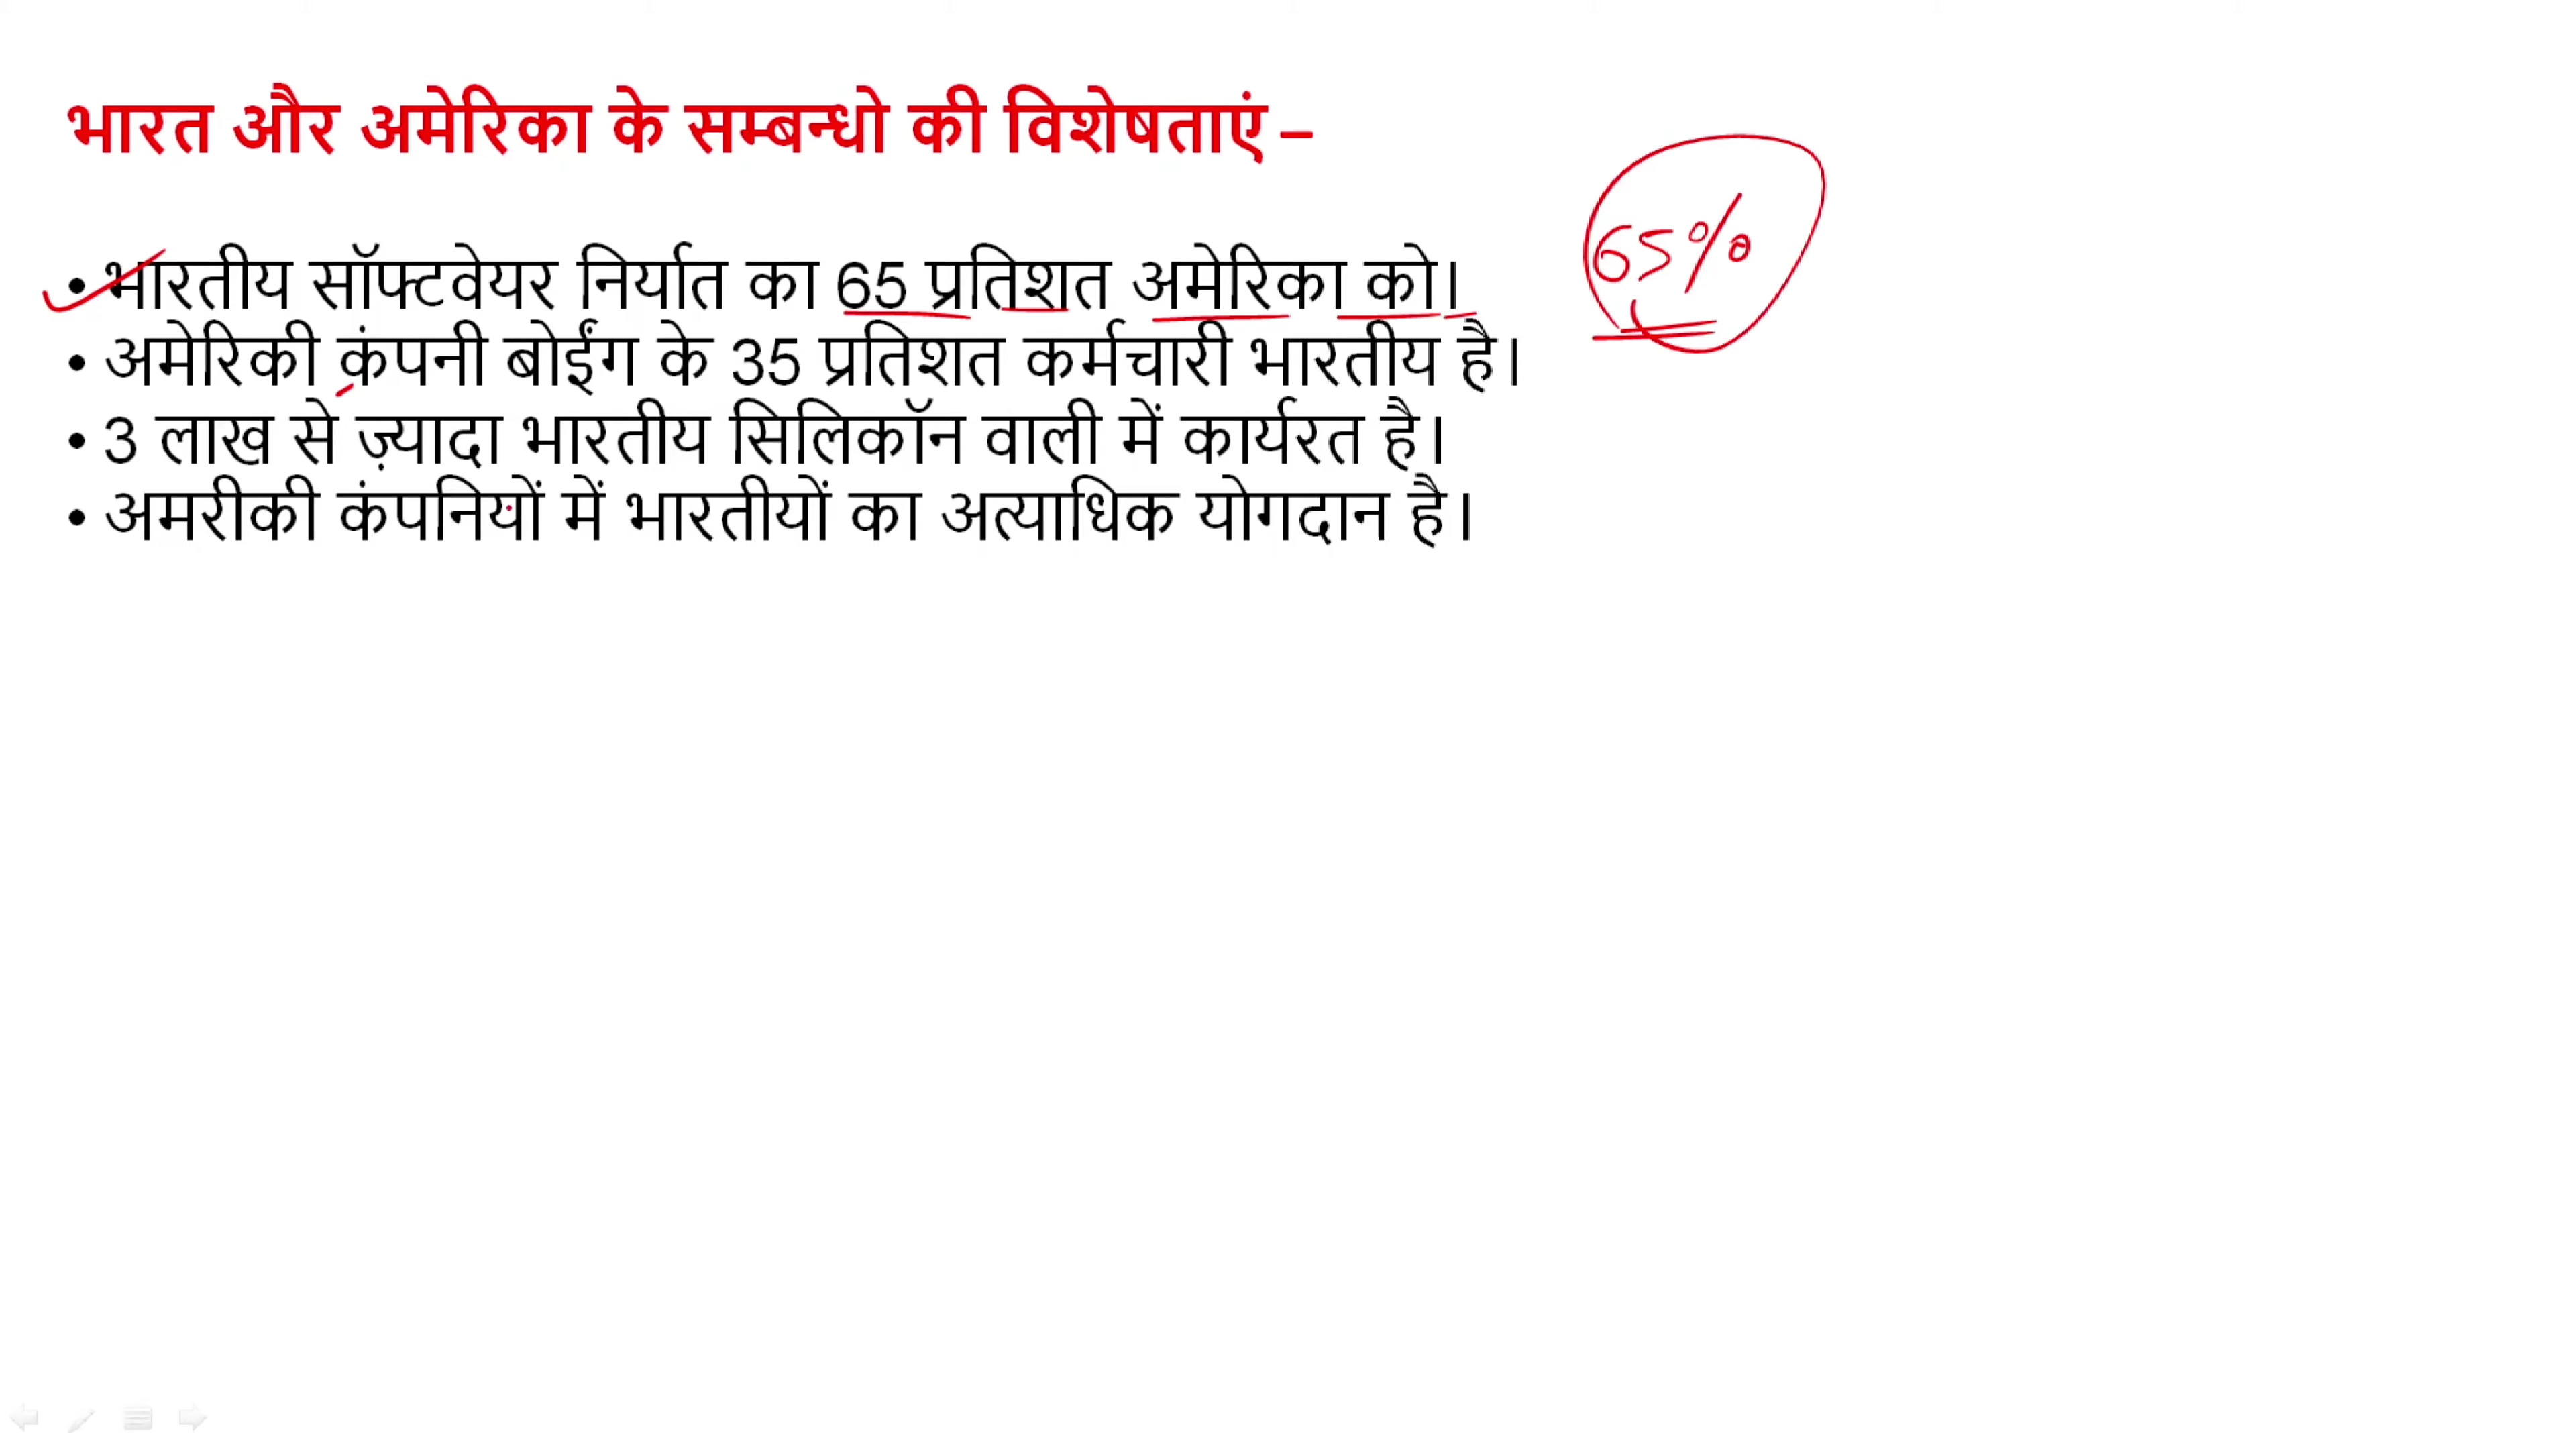 भारत और अमेरिका के सम्बन्धो की विशेषताएं –
65%
• भारतीय सॉफ्टवेयर निर्यात का 65 प्रतिशत अमेरिका को।
• अमेरिकी कंपनी बोईंग के 35 प्रतिशत कर्मचारी भारतीय है।
• 3 लाख से ज़्यादा भारतीय सिलिकॉन वाली में कार्यरत है।
• अमरीकी कंपनियों में भारतीयों का अत्याधिक योगदान है।